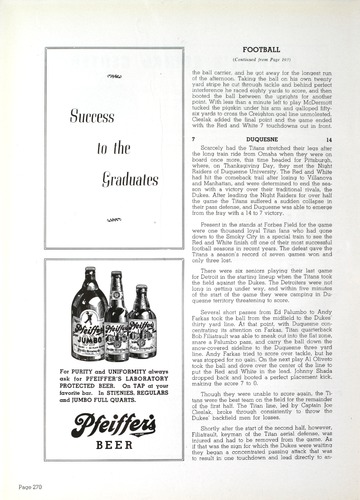 Success
to the
Graduates
Pfeiffer's
JUMBO
For PURITY and UNIFORMITY always
ask for PFEIFFER'S LABORATORY
PROTECTED BEER. On TAP at your
favorite bar. In STEINIES, REGULARS
and JUMBO FULL QUARTS.
Pfeiffer's
BEER
Page 270
FOOTBALL
(Continued from Page 169)
the ball carrier, and he got away for the longest run
of the afternoon. Taking the ball on his own twenty
yard stripe he cut through tackle and behind perfect
interference he raced eighty yards to score, and then
booted the ball between the uprights for another
point. With less than a minute left to play McDermott
tucked the pigskin under his arm and galloped fifty-
six yards to cross the Creighton goal line unmolested.
Cieslak added the final point and the game ended
with the Red and White 7 touchdowns out in front.
7 DUQUESNE 14
Scarcely had the Titans stretched their legs after
the long train ride from Omaha when they were on
board once more, this time headed for Pittsburgh,
where, on Thanksgiving Day, they met the Night
Riders of Duquesne University. The Red and White
had hit the comeback trail after losing to Villanova
and Manhattan, and were determined to end the sea-
son with a victory over their traditional rivals, the
Dukes. After leading the Night Raiders for over half
the game the Titans suffered a sudden collapse in
their pass defense, and Duquesne was able to emerge
from the fray with a 14 to 7 victory.
Present in the stands at Forbes Field for the game
were one thousand loyal Titan fans who had gone
down to the Smoky City in a special train to see the
Red and White finish off one of their most successful
football seasons in recent years. The defeat gave the
Titans a season's record of seven games won and
only three lost.
There were six seniors playing their last game
for Detroit in the starting lineup when the Titans took
the field against the Dukes. The Detroiters were not
long in getting under way, and within five minutes
of the start of the game they were camping in Du-
quesne territory threatening to score.
Several short passes from Ed Palumbo to Andy
Farkas took the ball from the midfield to the Dukes'
thirty yard line. At this point, with Duquesne con-
centrating its attention on Farkas, Titan quarterback
Bob Filiatrault was able to sneak out into the flat zone,
snare a Palumbo pass, and carry the ball down the
snow-covered sideline to the Duquesne three yard
line. Andy Farkas tried to score over tackle, but he
was stopped for no gain. On the next play Al Obvesto
took the ball and dove over the center of the line to
put the Red and White in the lead. Johnny Shada
dropped back and booted a perfect placement kick,
making the score 7 to 0.
Though they were unable to score again, the Ti-
tans were the best team on the field for the remainder
of the first half. The Titan line, led by Captain Joe
Cieslak, broke through consistently to throw the
Dukes' backfield men for losses.
Shortly after the start of the second half, however,
Filiatrault, keyman of the Titan aerial defense, was
injured and had to be removed from the game. As
if that was the sign for which the Dukes were waiting
they began a concentrated passing attack that was
to result in one touchdown and lead directly to an-